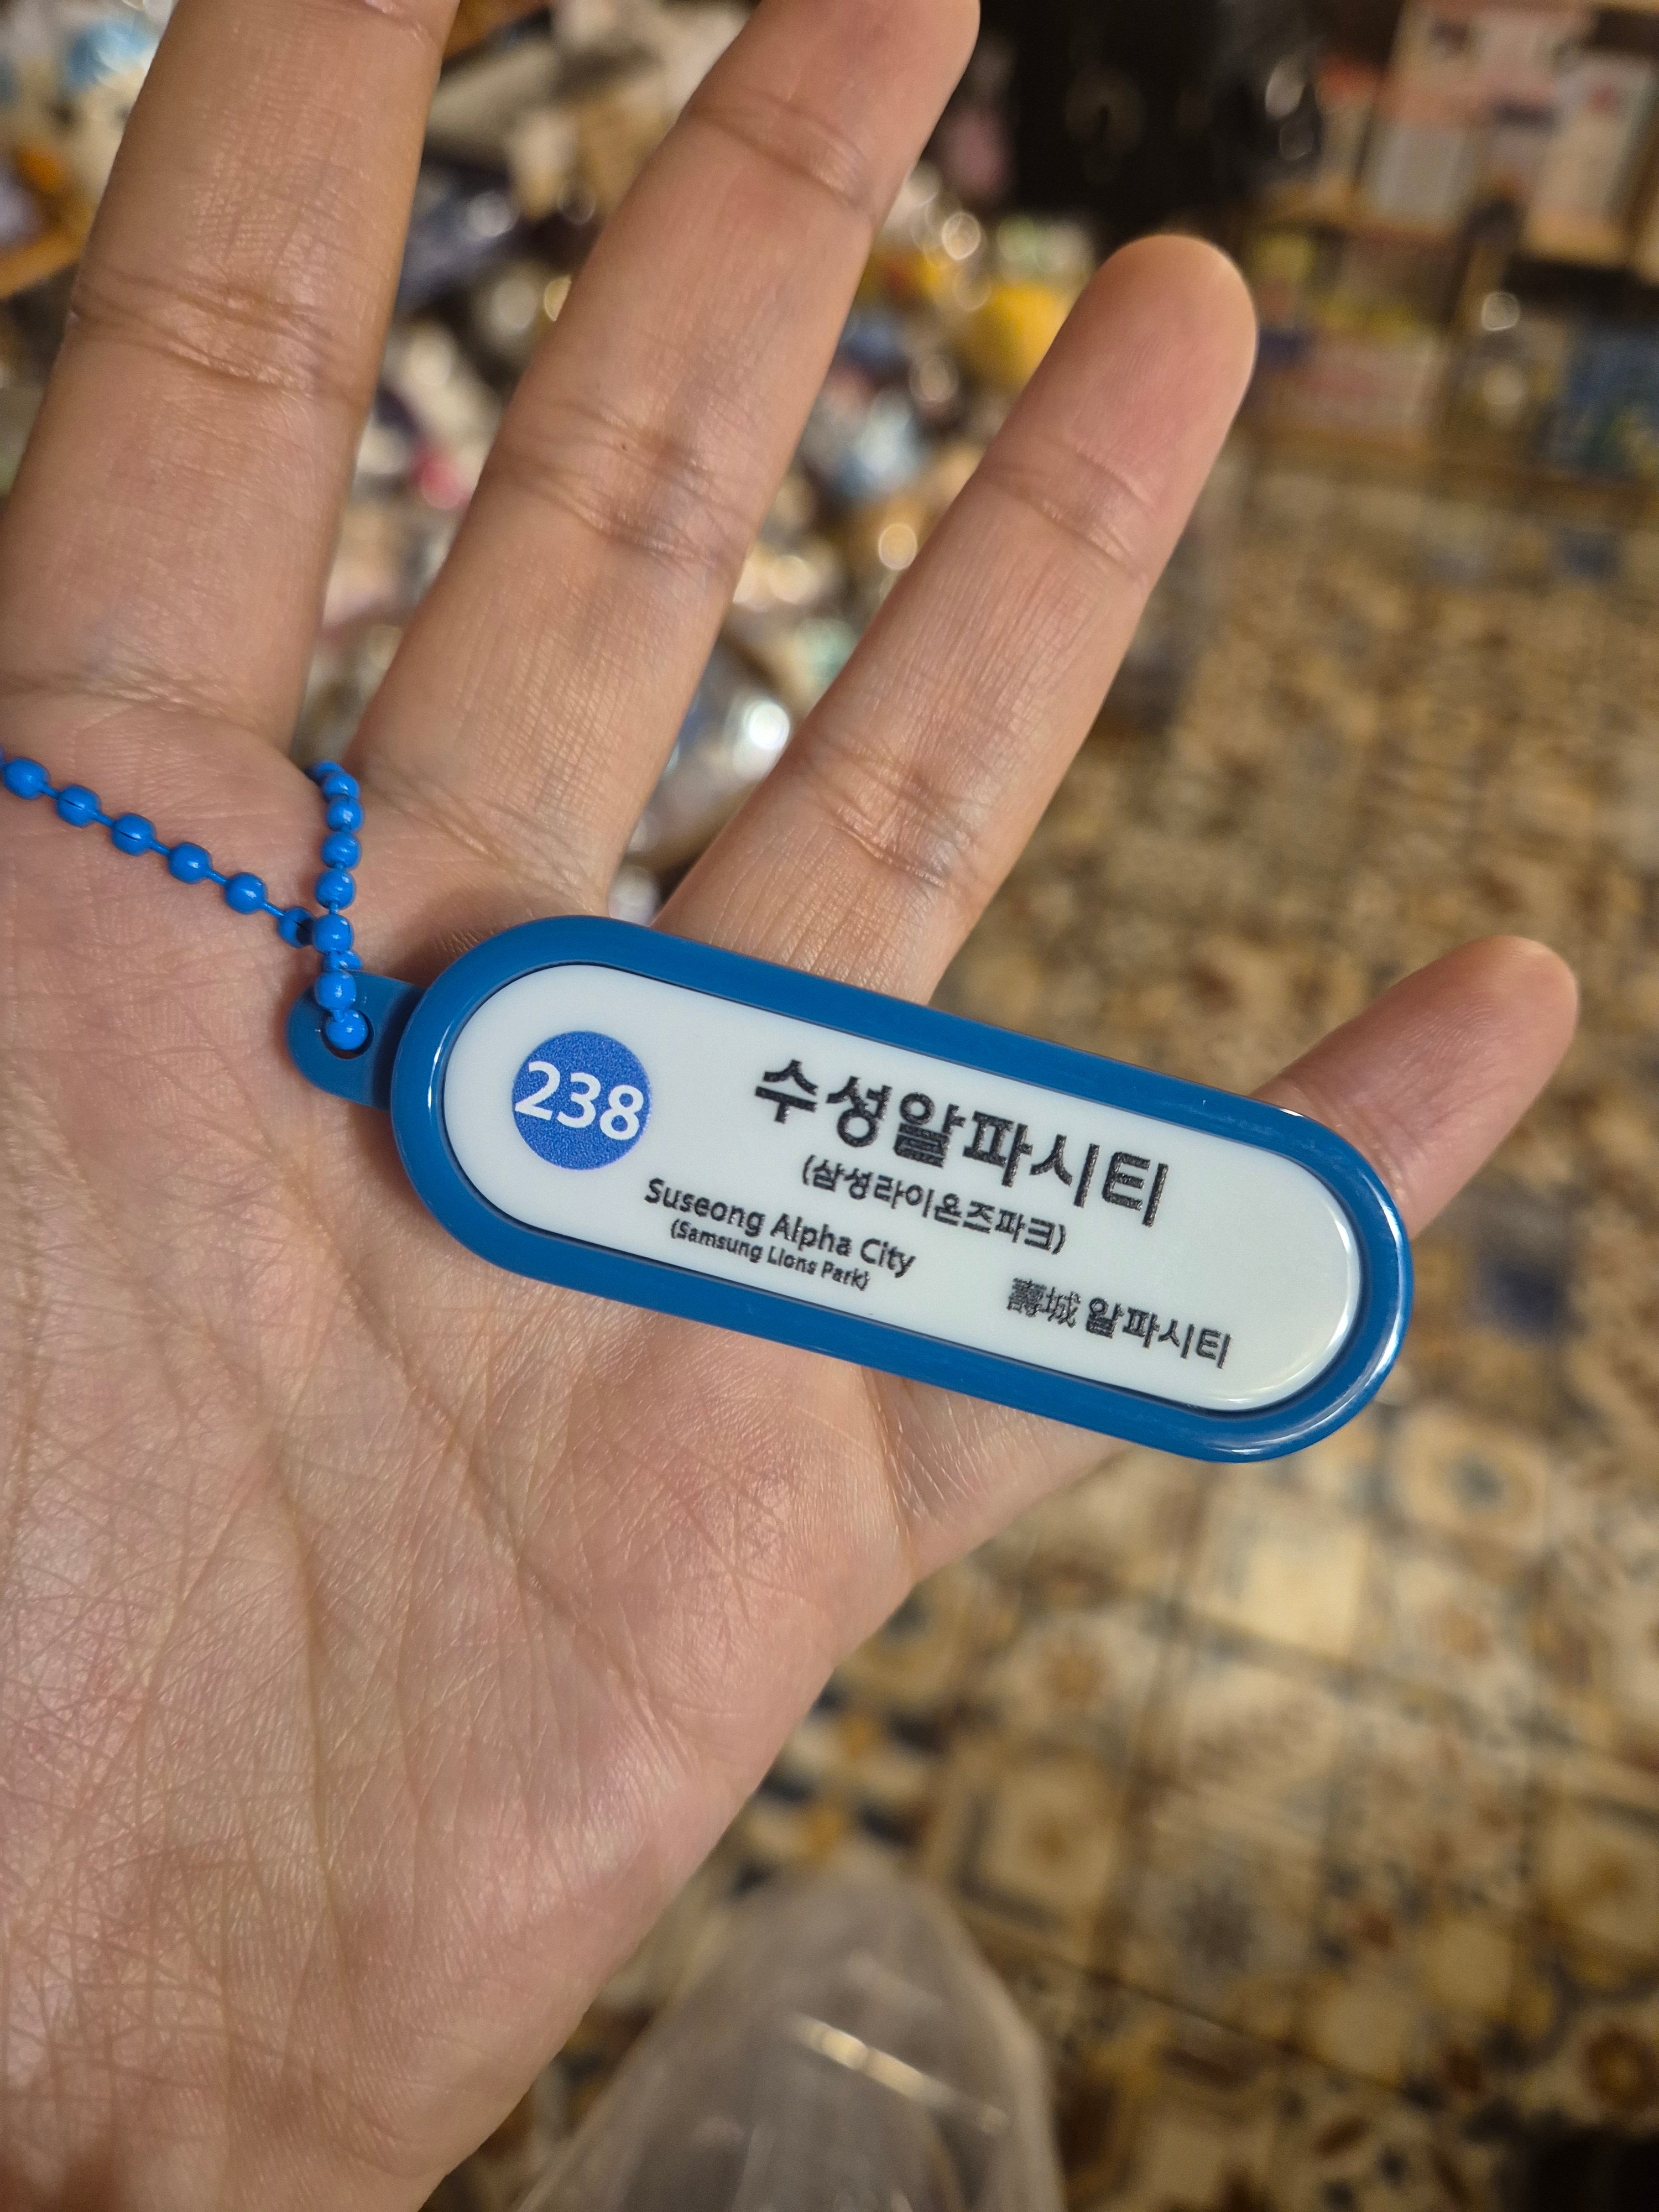 238
수성알파시티
(삼성라이온즈파크)
Suseong Alpha City
(Samsung Lions Park)
壽城 알파시티